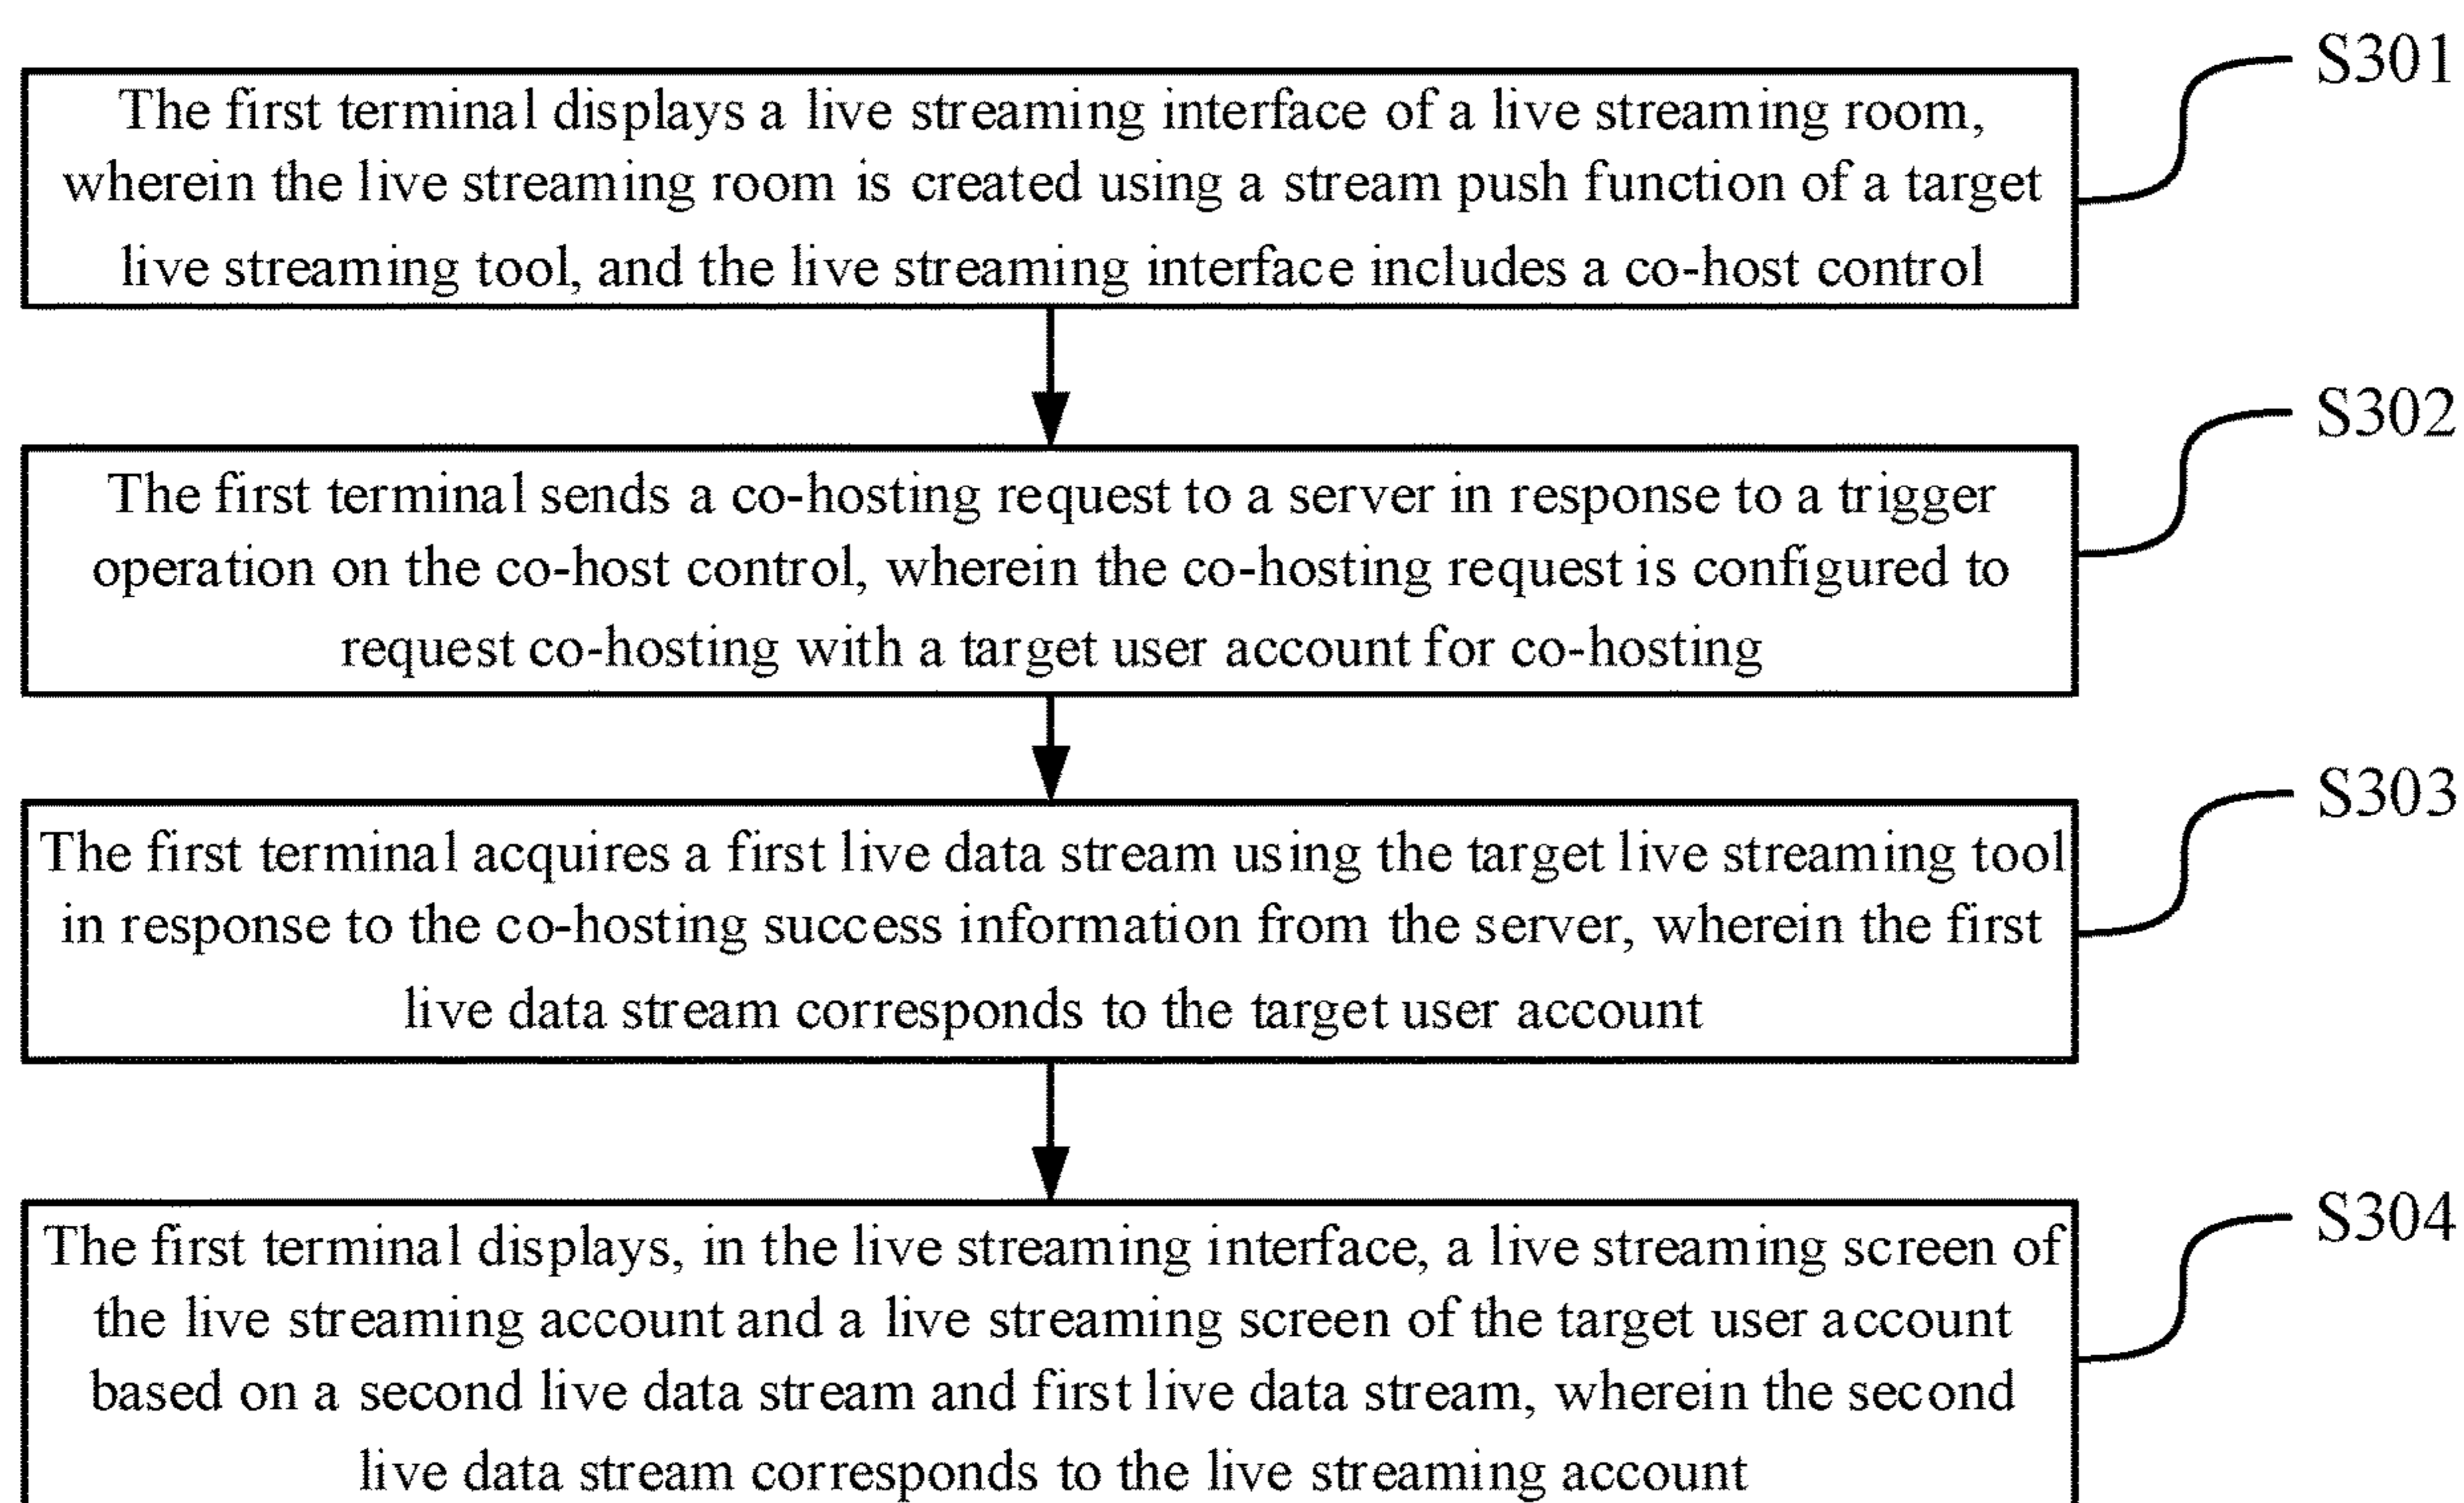 S301
The first terminal displays a live streaming interface of a live streaming room,
wherein the live streaming room is created using a stream push function of a target
live streaming tool, and the live streaming interface includes a co-host control
S302
The first terminal sends a co-hosting request to a server in response to a trigger
operation on the co-host control, wherein the co-hosting request is configured to
request co-hosting with a target user account for co-hosting
S303
The first terminal acquires a first live data stream using the target live streaming tool
in response to the co-hosting success information from the server, wherein the first
live data stream corresponds to the target user account
S304
The first terminal displays, in the live streaming interface, a live streaming screen of
the live streaming account and a live streaming screen of the target user account
based on a second live data stream and first live data stream, wherein the second
live data stream corresponds to the live streaming account